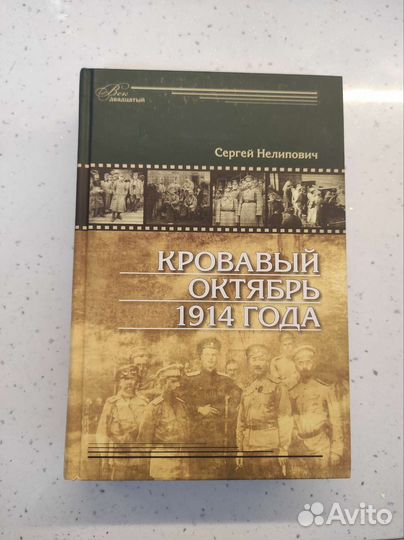 Век
двадцатый
Сергей Нелипович
КРОВАВЫЙ
ОКТЯБРЬ
1914 ГОДА
Avito